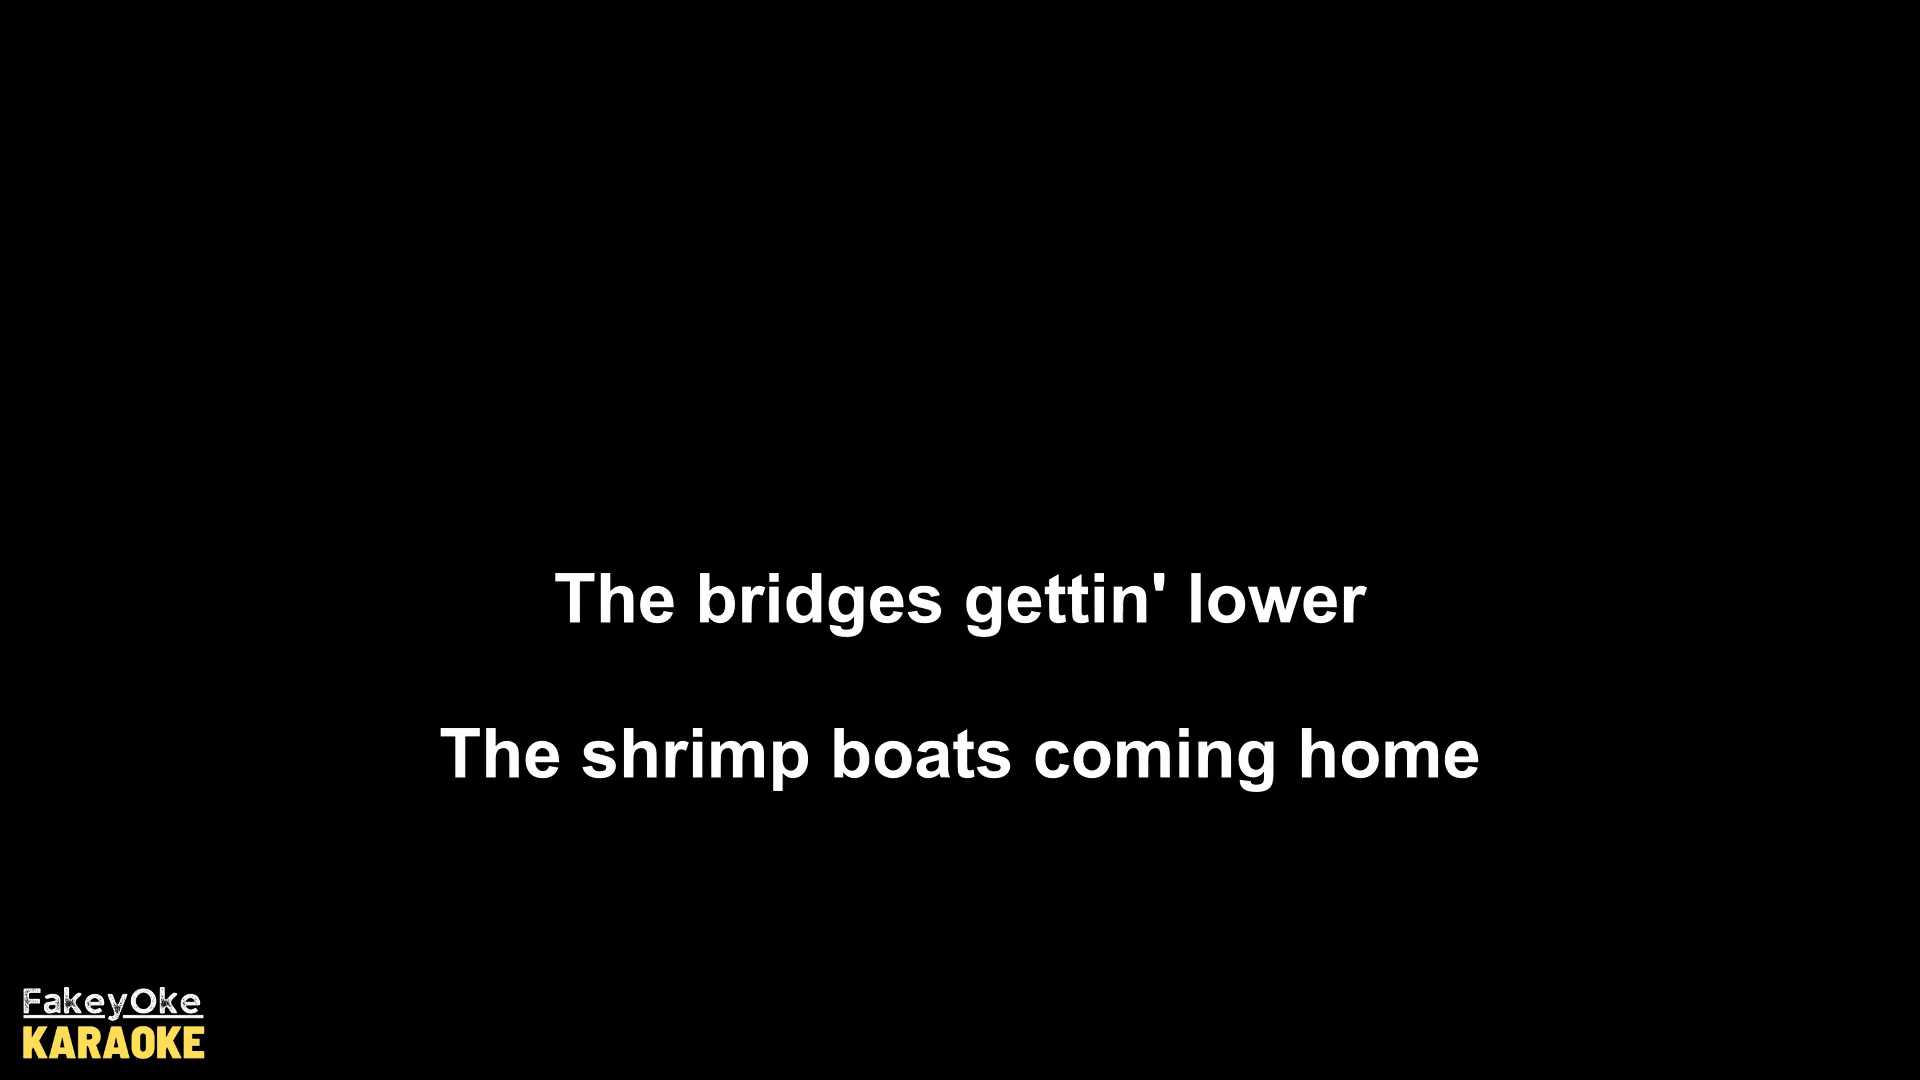 The bridges gettin' lower
The shrimp boats coming home
FakeyOke
KARAOKE